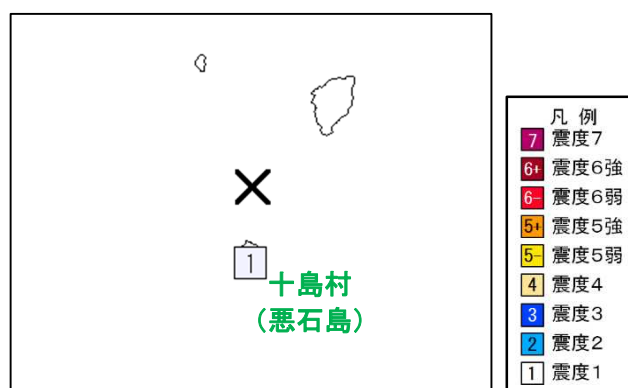 1
十島村
(悪石島)
凡 例
7 震度7
6+ 震度6強
6- 震度6弱
5+ 震度5強
5- 震度5弱
4 震度4
3 震度3
2 震度2
1 震度1